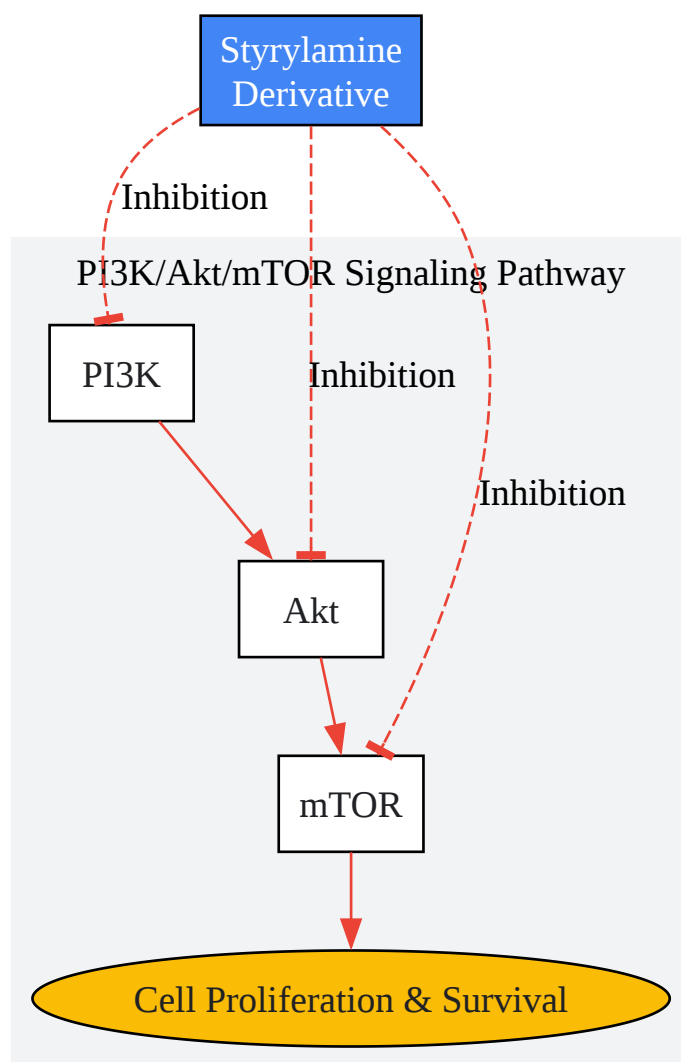 Styrylamine
Derivative
Inhibition
PI3K/Akt/mTOR Signaling Pathway
PI3K
Inhibition
Inhibition
Akt
mTOR
Cell Proliferation & Survival